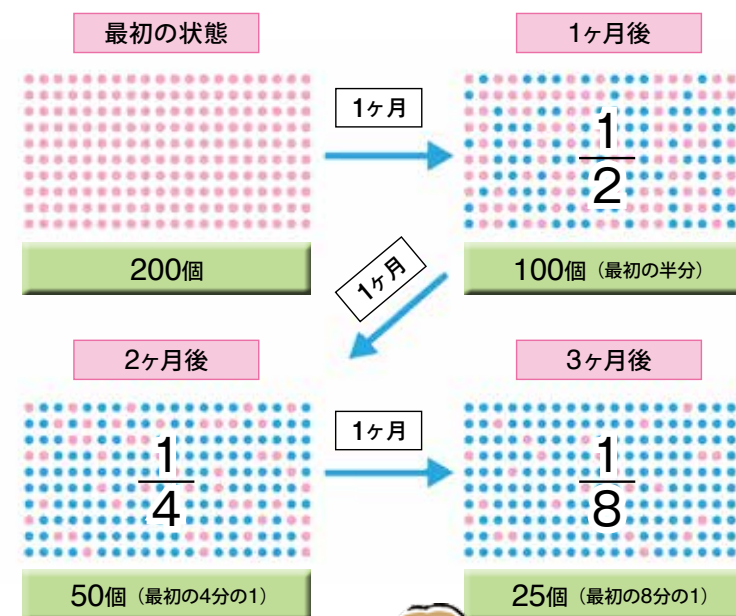 最初の状態
1ヶ月後
1ヶ月
1
2
200個
100個（最初の半分）
1ヶ月
2ヶ月後
3ヶ月後
1ヶ月
1
4
1
8
50個（最初の4分の1）
25個（最初の8分の1）